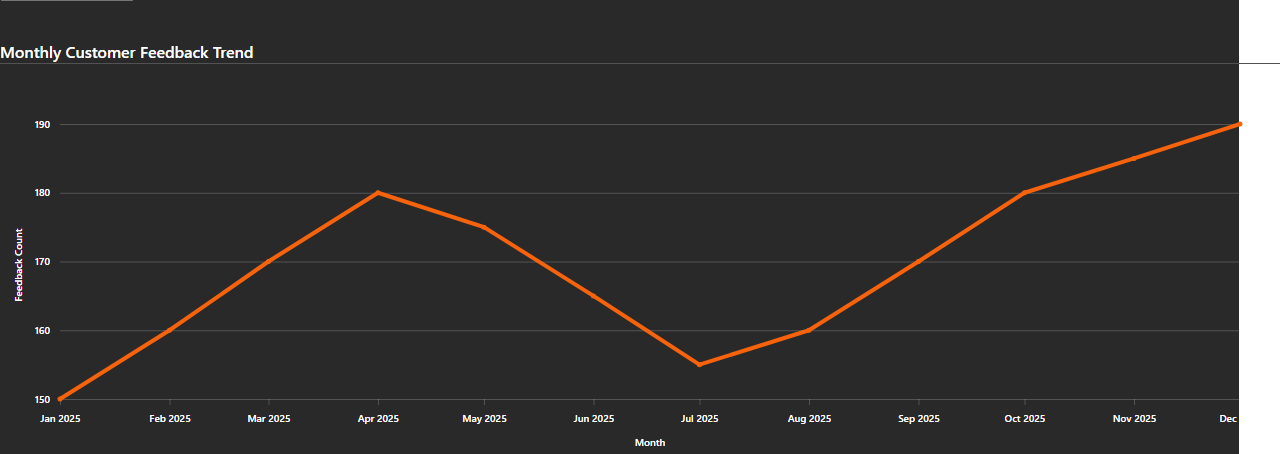 Monthly Customer Feedback Trend
190
180
170
160
150
Feedback Count
Jan 2025 Feb 2025 Mar 2025 Apr 2025 May 2025 Jun 2025 Jul 2025 Aug 2025 Sep 2025 Oct 2025 Nov 2025 Dec
Month